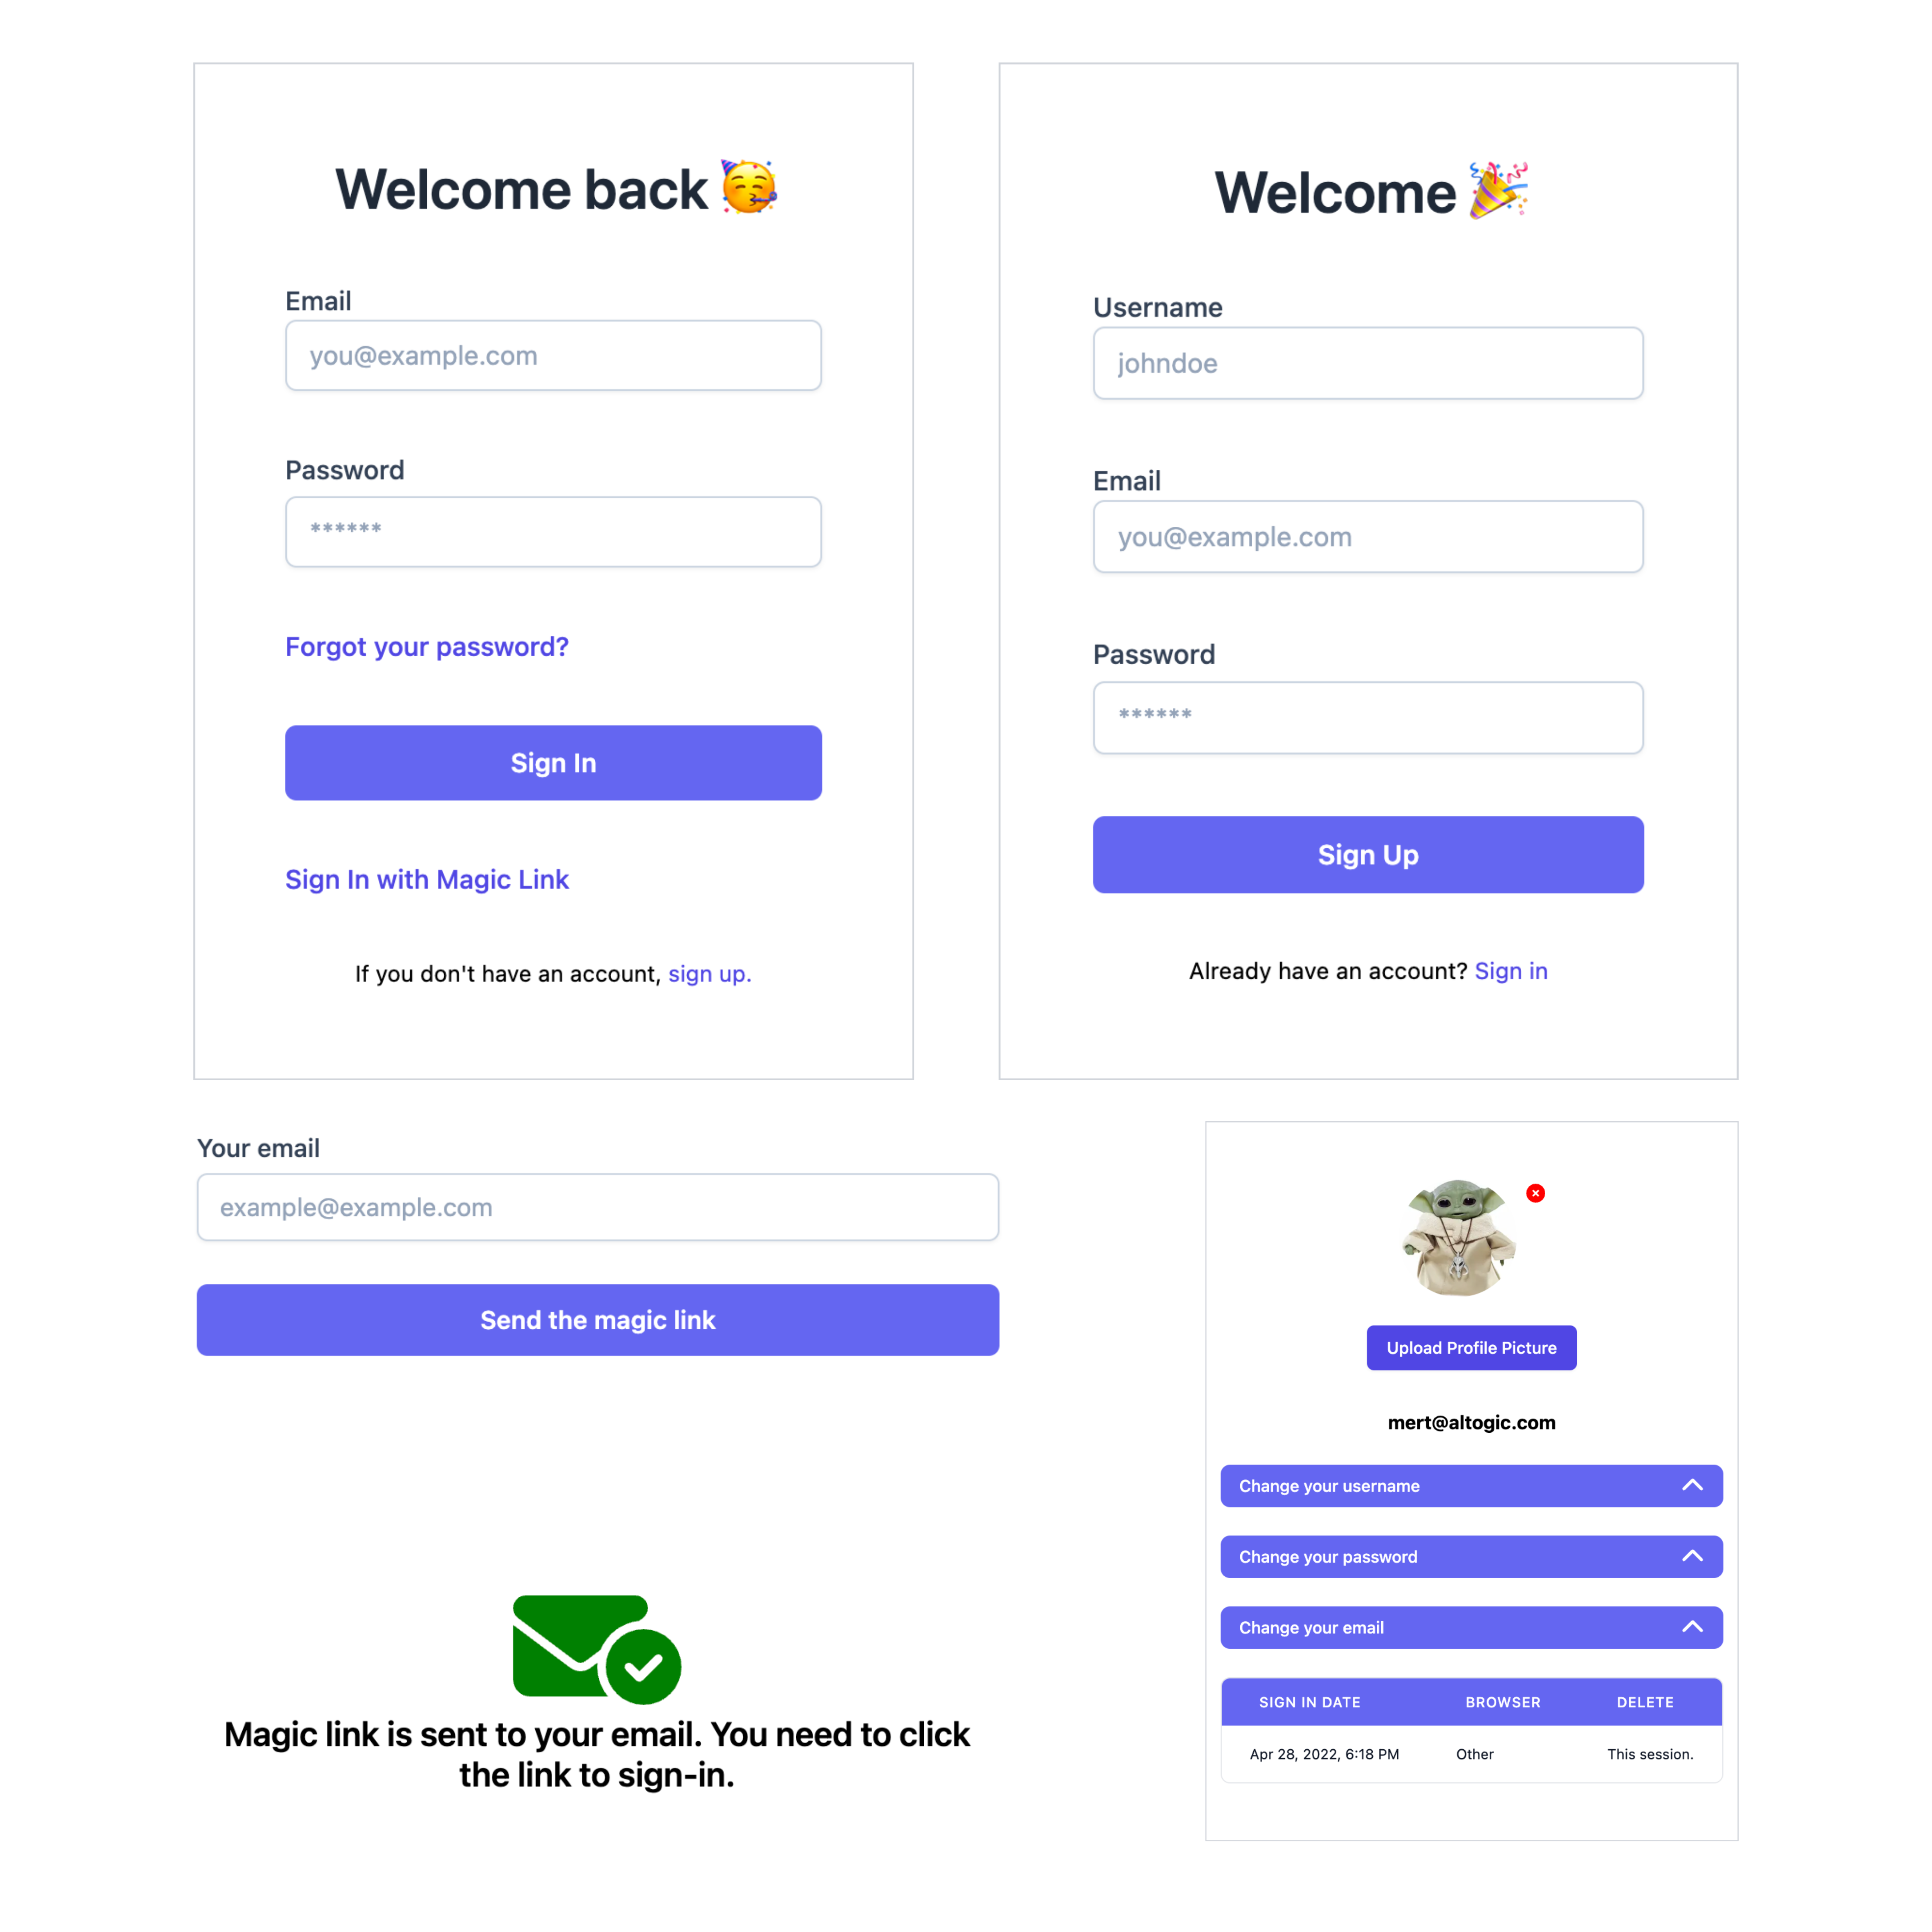 Welcome back
Email
you@example.com
Password
******
Forgot your password?
Sign In
Sign In with Magic Link
If you don't have an account, sign up.
Welcome
Username
johndoe
Email
you@example.com
Password
******
Sign Up
Already have an account? Sign in
Your email
example@example.com
Send the magic link
Magic link is sent to your email. You need to click
the link to sign-in.
Upload Profile Picture
mert@altogic.com
Change your username
Change your password
Change your email
SIGN IN DATE BROWSER DELETE
Apr 28, 2022, 6:18 PM Other This session.